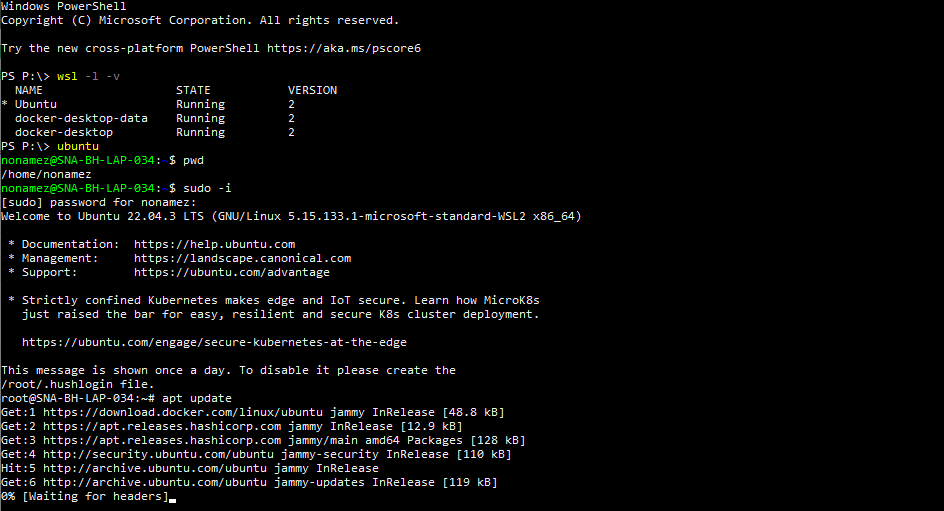 Windows PowerShell
Copyright (C) Microsoft Corporation. All rights reserved.
Try the new cross-platform PowerShell https://aka.ms/pscore6
PS P:\> wsl -l -v
  NAME                   STATE           VERSION
* Ubuntu                 Running         2
  docker-desktop-data    Running         2
  docker-desktop         Running         2
PS P:\> ubuntu
nonamez@SNA-BH-LAP-034:~$ pwd
/home/nonamez
nonamez@SNA-BH-LAP-034:~$ sudo -i
[sudo] password for nonamez:
Welcome to Ubuntu 22.04.3 LTS (GNU/Linux 5.15.133.1-microsoft-standard-WSL2 x86_64)
 * Documentation:  https://help.ubuntu.com
 * Management:     https://landscape.canonical.com
 * Support:        https://ubuntu.com/advantage
 * Strictly confined Kubernetes makes edge and IoT secure. Learn how MicroK8s
   just raised the bar for easy, resilient and secure K8s cluster deployment.
   https://ubuntu.com/engage/secure-kubernetes-at-the-edge
This message is shown once a day. To disable it please create the
/root/.hushlogin file.
root@SNA-BH-LAP-034:~# apt update
Get:1 https://download.docker.com/linux/ubuntu jammy InRelease [48.8 kB]
Get:2 https://apt.releases.hashicorp.com jammy InRelease [12.9 kB]
Get:3 https://apt.releases.hashicorp.com jammy/main amd64 Packages [128 kB]
Get:4 http://security.ubuntu.com/ubuntu jammy-security InRelease [110 kB]
Hit:5 http://archive.ubuntu.com/ubuntu jammy InRelease
Get:6 http://archive.ubuntu.com/ubuntu jammy-updates InRelease [119 kB]
0% [Waiting for headers]